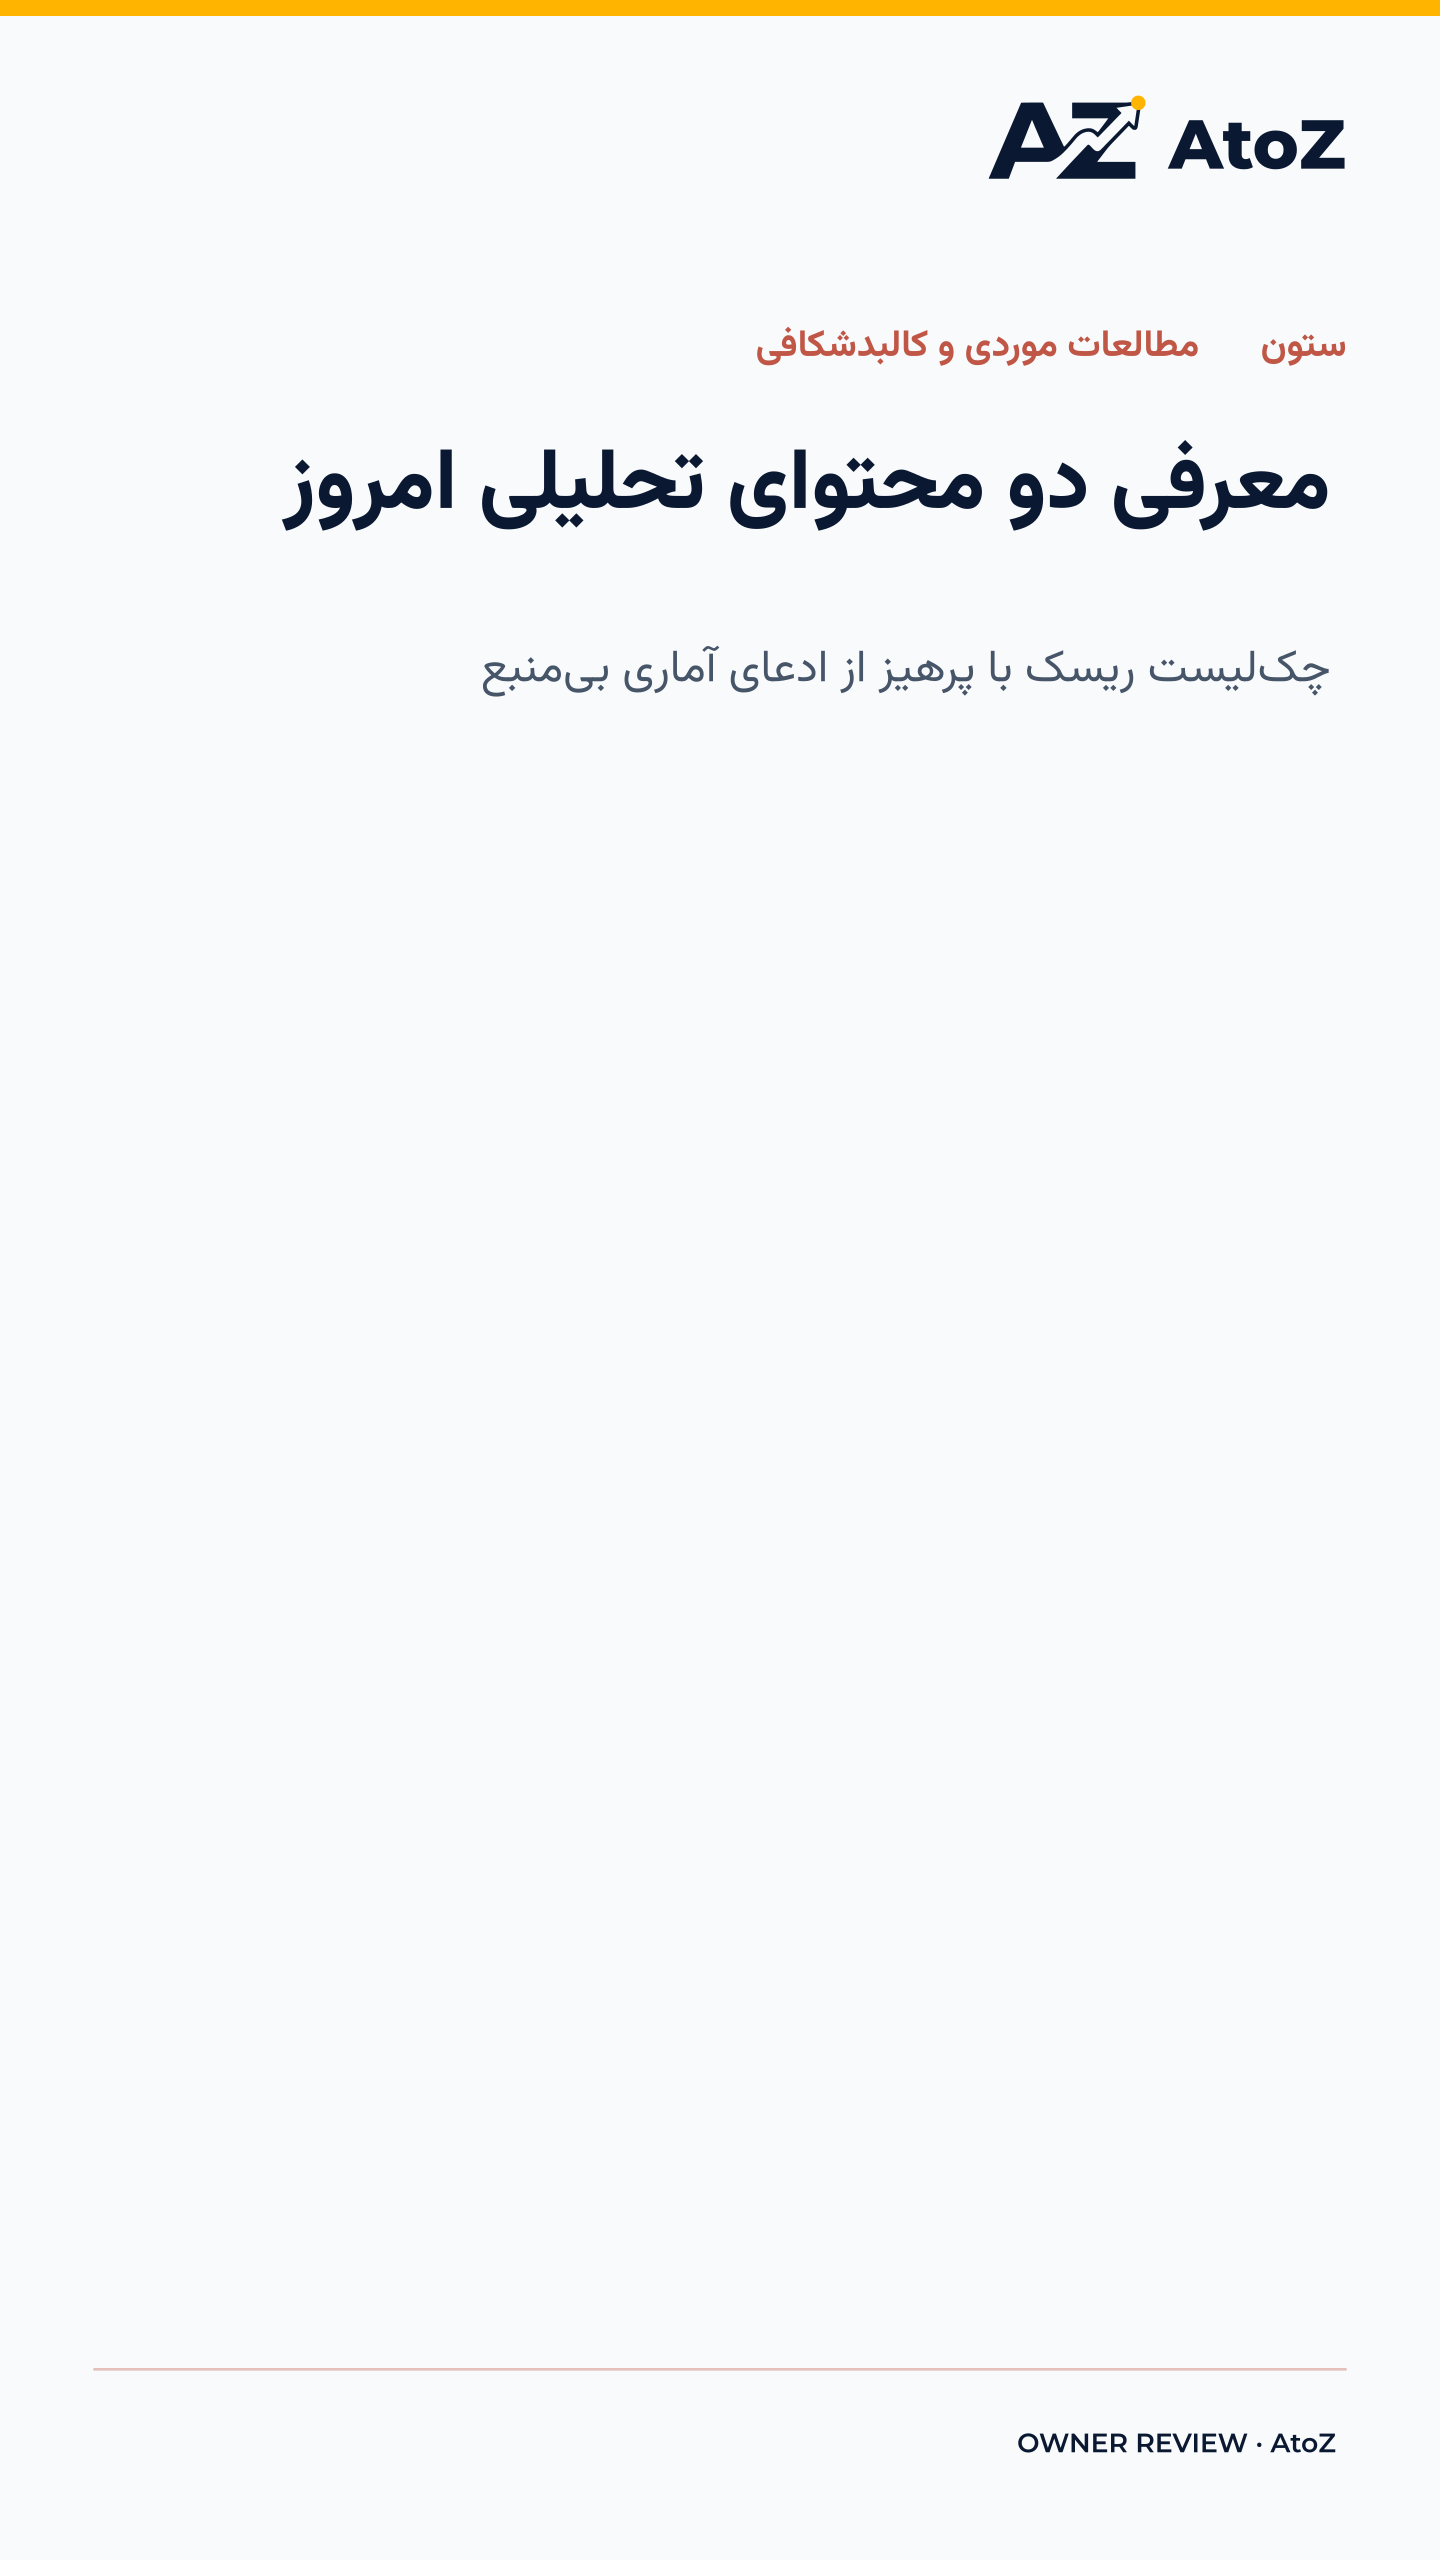 AZ AtoZ
ستون مطالعات موردی و کالبدشکافی
معرفی دو محتوای تحلیلی امروز
چک‌لیست ریسک با پرهیز از ادعای آماری بی‌منبع
OWNER REVIEW · AtoZ